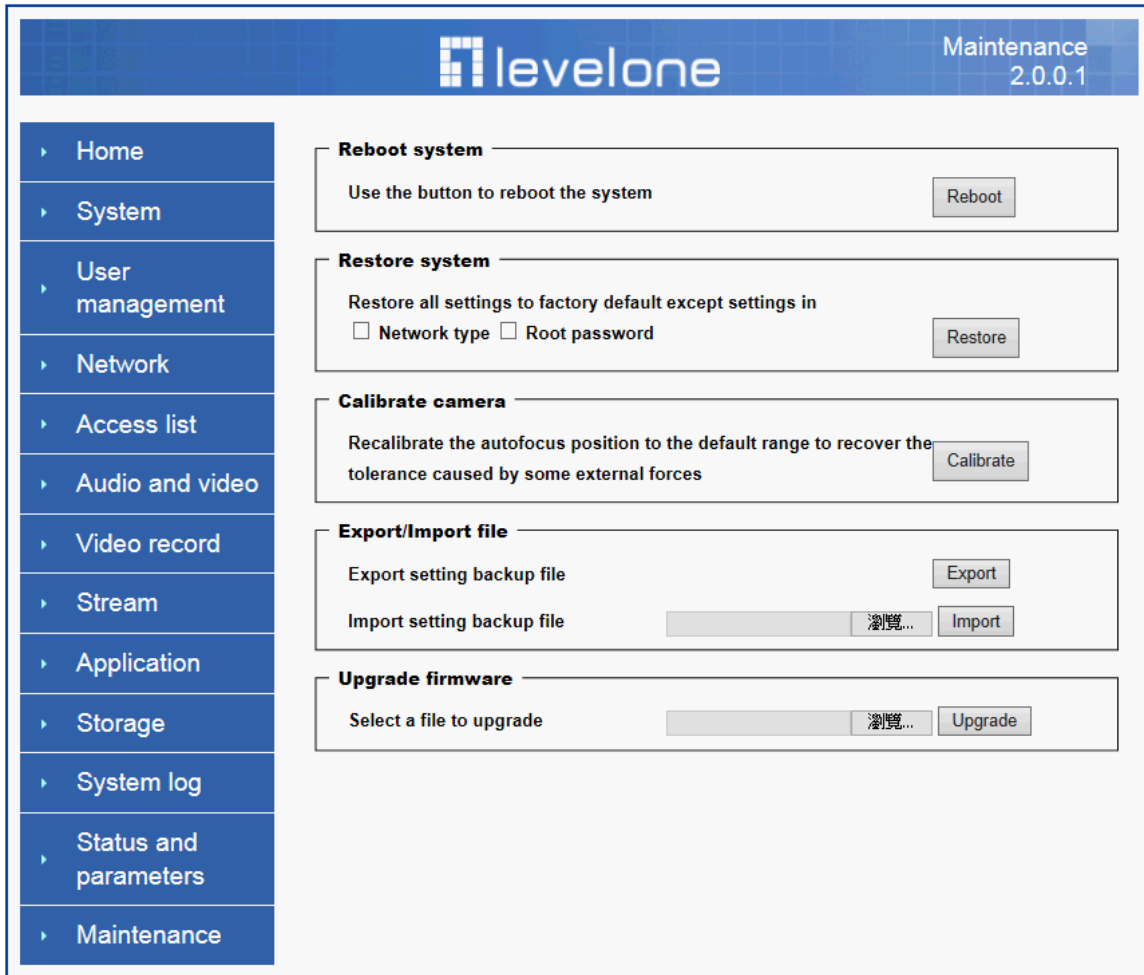 levelone
Maintenance
2.0.0.1
Home
System
User
management
Network
Access list
Audio and video
Video record
Stream
Application
Storage
System log
Status and
parameters
Maintenance
Reboot system
Use the button to reboot the system
Reboot
Restore system
Restore all settings to factory default except settings in
Network type Root password
Restore
Calibrate camera
Recalibrate the autofocus position to the default range to recover the
tolerance caused by some external forces
Calibrate
Export/Import file
Export setting backup file Export
Import setting backup file 瀏覽... Import
Upgrade firmware
Select a file to upgrade 瀏覽... Upgrade